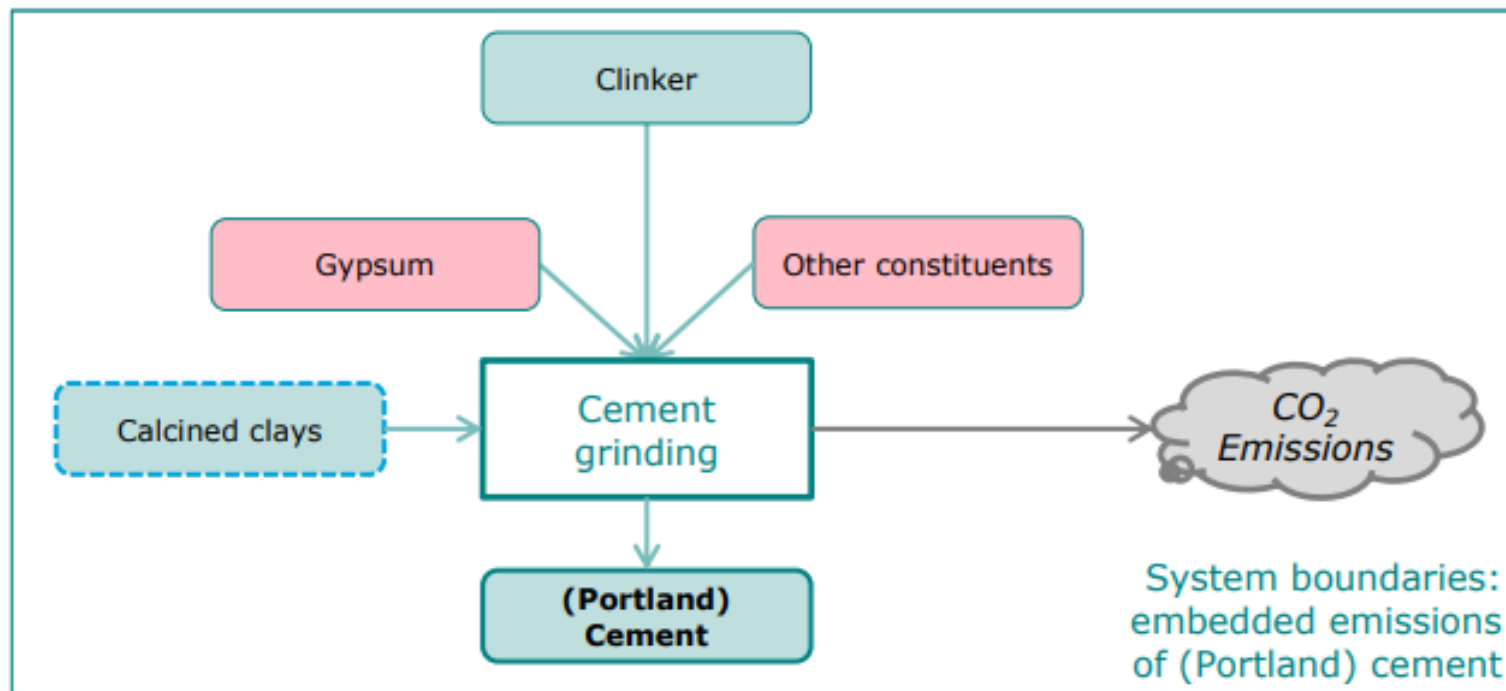 Clinker
Gypsum
Other constituents
Calcined clays
Cement
grinding
CO₂
Emissions
(Portland)
Cement
System boundaries:
embedded emissions
of (Portland) cement